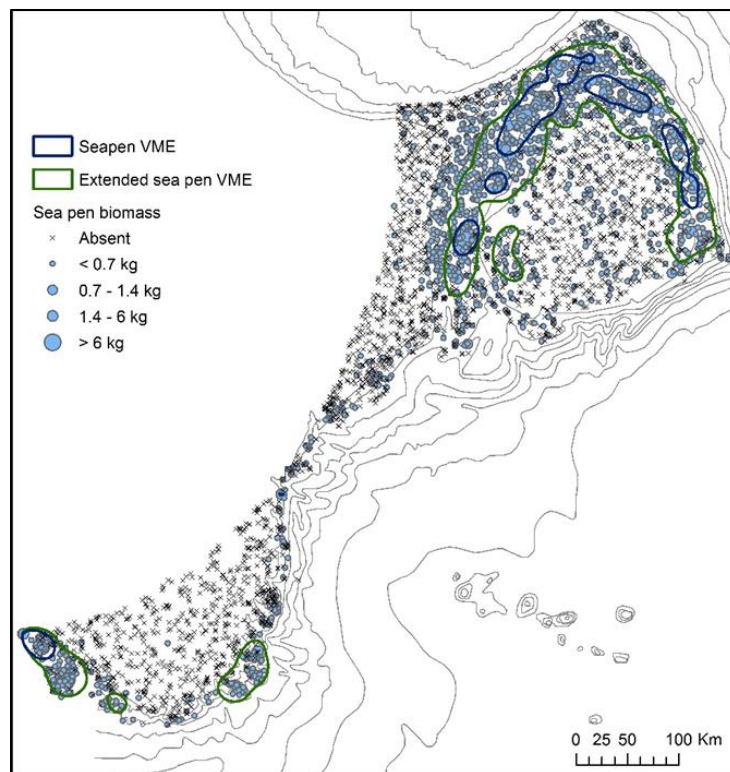 Seapen VME
Extended sea pen VME
Sea pen biomass
Absent
< 0.7 kg
0.7 - 1.4 kg
1.4 - 6 kg
> 6 kg
0 25 50 100 Km